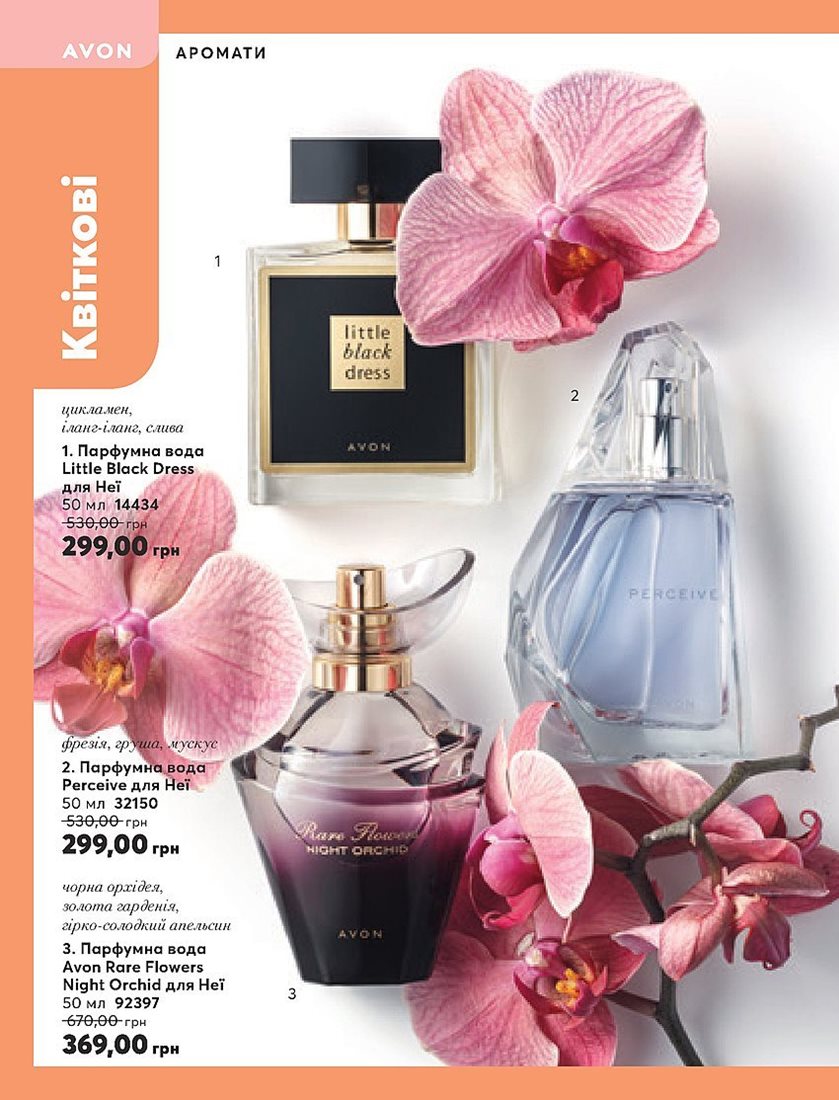 AVON
АРОМАТИ
Квіткові
1
little
black
dress
AVON
2
цикламен,
іланг-іланг, слива
1. Парфумна вода
Little Black Dress
для Неї
50 мл 14434
530,00 грн
299,00 грн
PERCEIVE
AVON
фрезія, груша, мускус
2. Парфумна вода
Perceive для Неї
50 мл 32150
530,00 грн
299,00 грн
Rare Flowers
NIGHT ORCHID
AVON
чорна орхідея,
золота гарденія,
гірко-солодкий апельсин
3. Парфумна вода
Avon Rare Flowers
Night Orchid для Неї
50 мл 92397
670,00 грн
369,00 грн
3